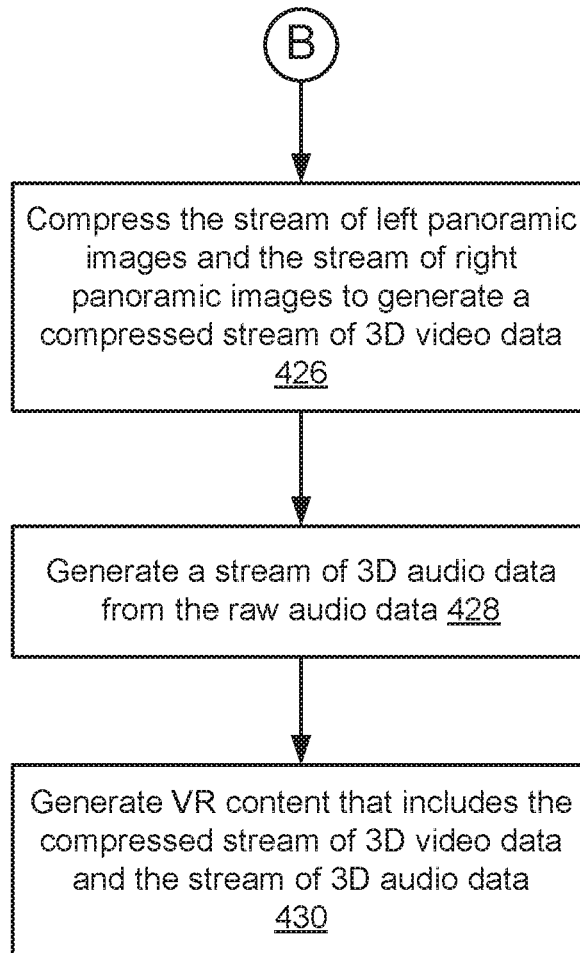 B
Compress the stream of left panoramic
images and the stream of right
panoramic images to generate a
compressed stream of 3D video data
426
Generate a stream of 3D audio data
from the raw audio data 428
Generate VR content that includes the
compressed stream of 3D video data
and the stream of 3D audio data
430